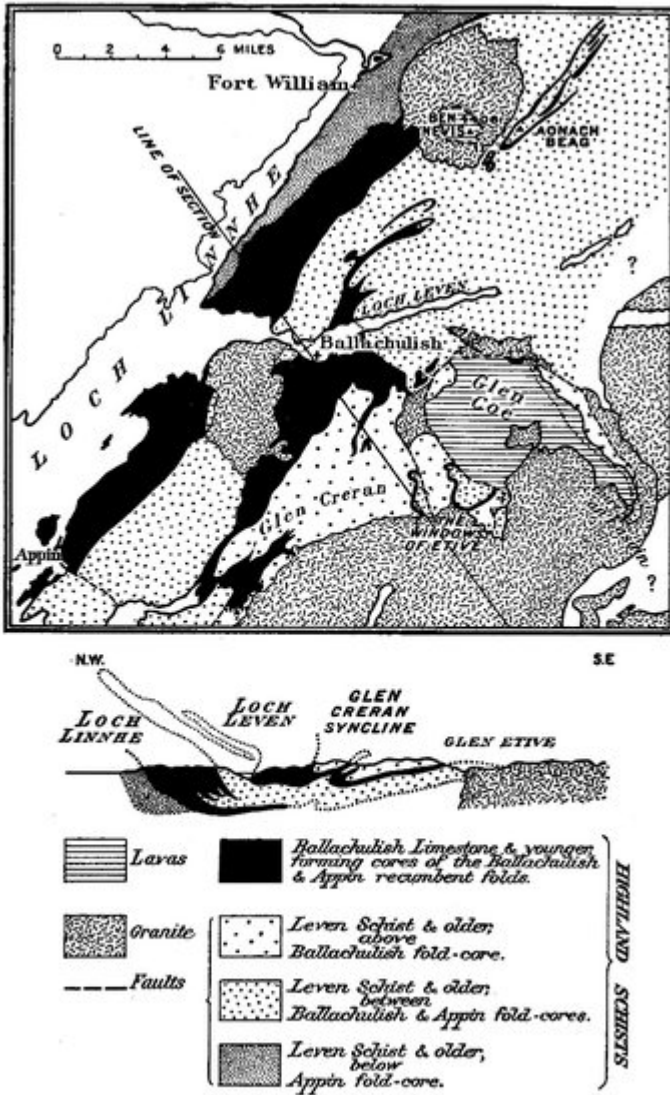 0 2 4 6 MILES
Fort William
BEN 4406
NEVIS
AONACH
BEAG
LINE OF SECTION
LOCH LINNHE
?
LOCH LEVEN
Ballachulish
Glen
Coe
Glen Creran
WINDOWS
OF ETIVE
Appin
?
N.W.
S.E
LOCH
LINNHE
LOCH
LEVEN
GLEN
CRERAN
SYNCLINE
GLEN ETIVE
Lavas
Ballachulish Limestone & younger,
forming cores of the Ballachulish
& Appin recumbent folds.
Granite
Leven Schist & older,
above
Ballachulish fold-core.
Faults
Leven Schist & older,
between
Ballachulish & Appin fold-cores.
Leven Schist & older,
below
Appin fold-core.
HIGHLAND SCHISTS